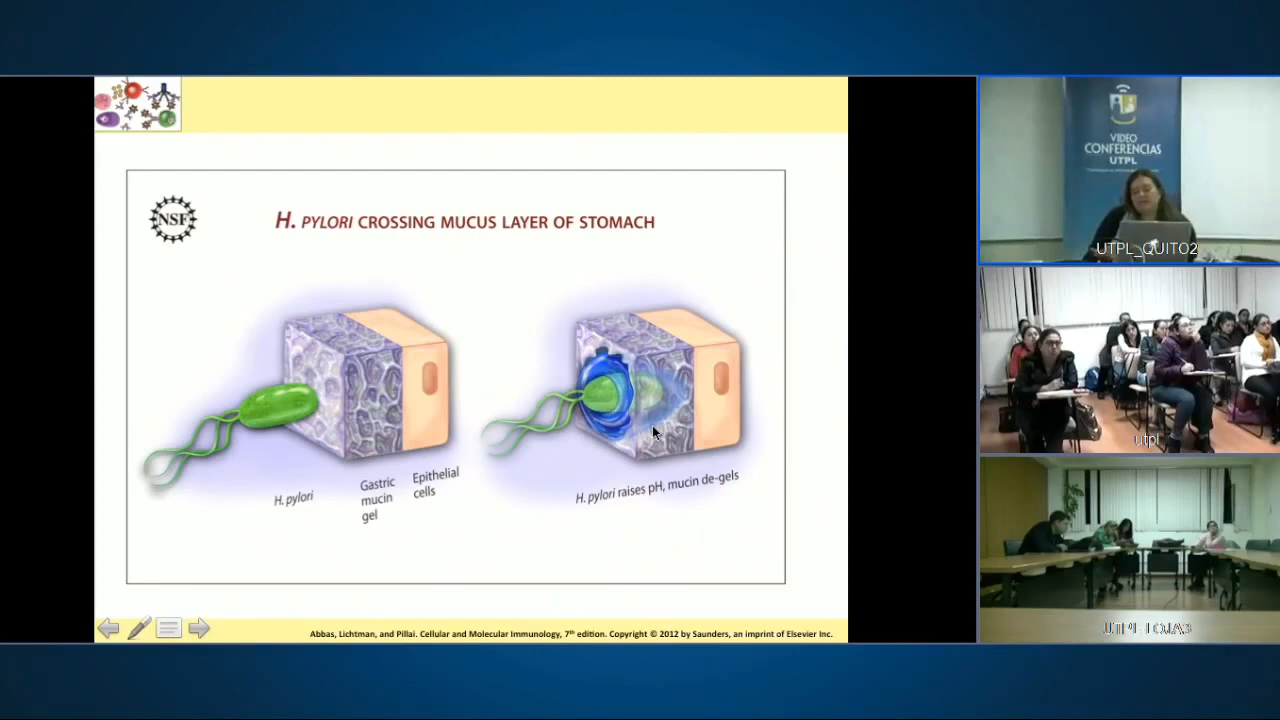 NSF
H. PYLORI CROSSING MUCUS LAYER OF STOMACH
H. pylori
Gastric
mucin
gel
Epithelial
cells
H. pylori raises pH, mucin de-gels
Abbas, Lichtman, and Pillai. Cellular and Molecular Immunology, 7th edition. Copyright © 2012 by Saunders, an imprint of Elsevier Inc.
VIDEO
CONFERENCIAS
UTPL
UTPL_QUITO2
utpl
UTPL_LOJA3